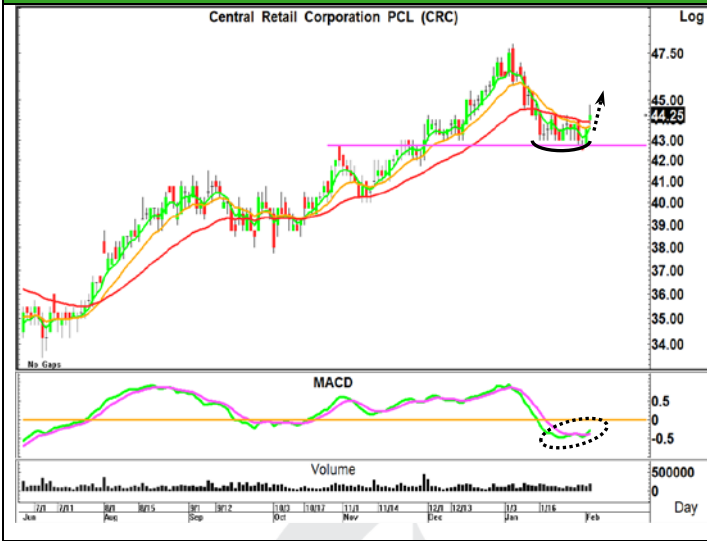 Central Retail Corporation PCL (CRC)
Log
47.50
45.00
44.25
43.00
42.00
41.00
40.00
39.00
38.00
37.00
36.00
35.00
34.00
No Gaps
MACD
0.5
0
-0.5
Volume
500000
0
7/1 7/11 8/1 8/15 9/1 9/12 10/3 10/17 11/1 11/14 12/1 12/13 1/3 1/16
Jun Aug Sep Oct Nov Dec Jan Feb
Day